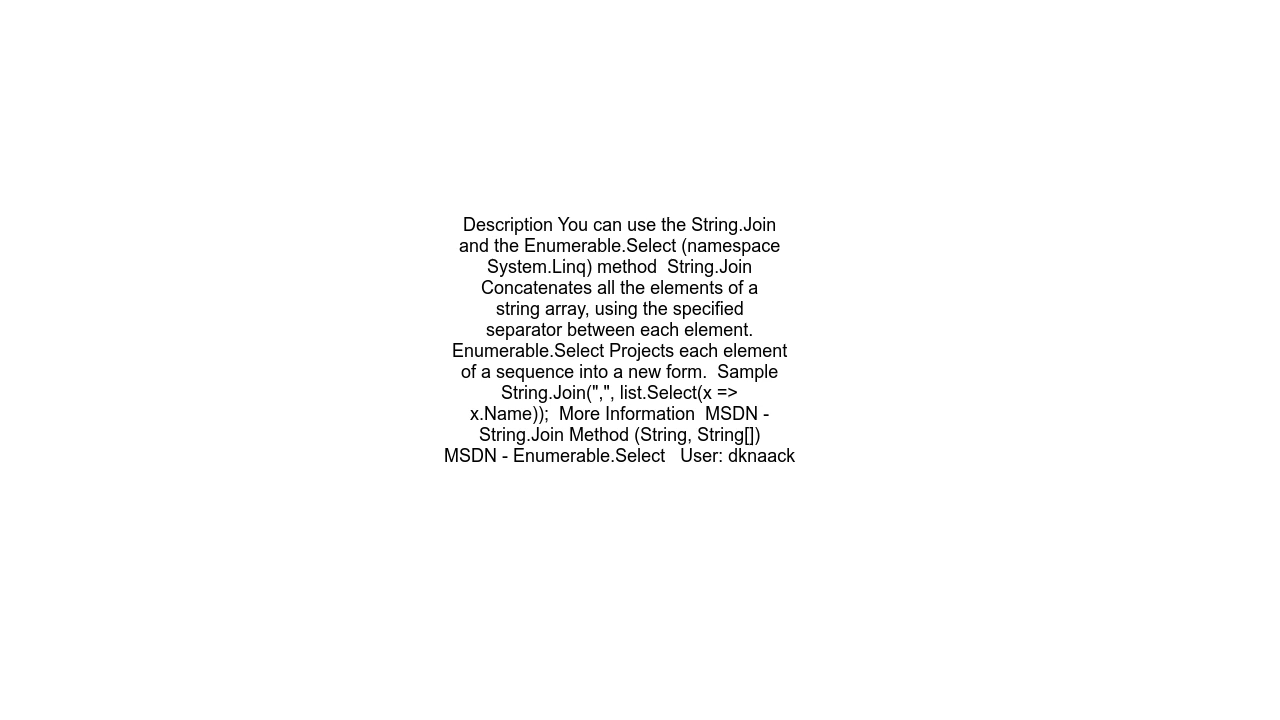 Description You can use the String.Join
and the Enumerable.Select (namespace
System.Linq) method  String.Join
Concatenates all the elements of a
string array, using the specified
separator between each element.
Enumerable.Select Projects each element
of a sequence into a new form.  Sample
String.Join(",", list.Select(x =>
x.Name));  More Information  MSDN -
String.Join Method (String, String[])
MSDN - Enumerable.Select   User: dknaack